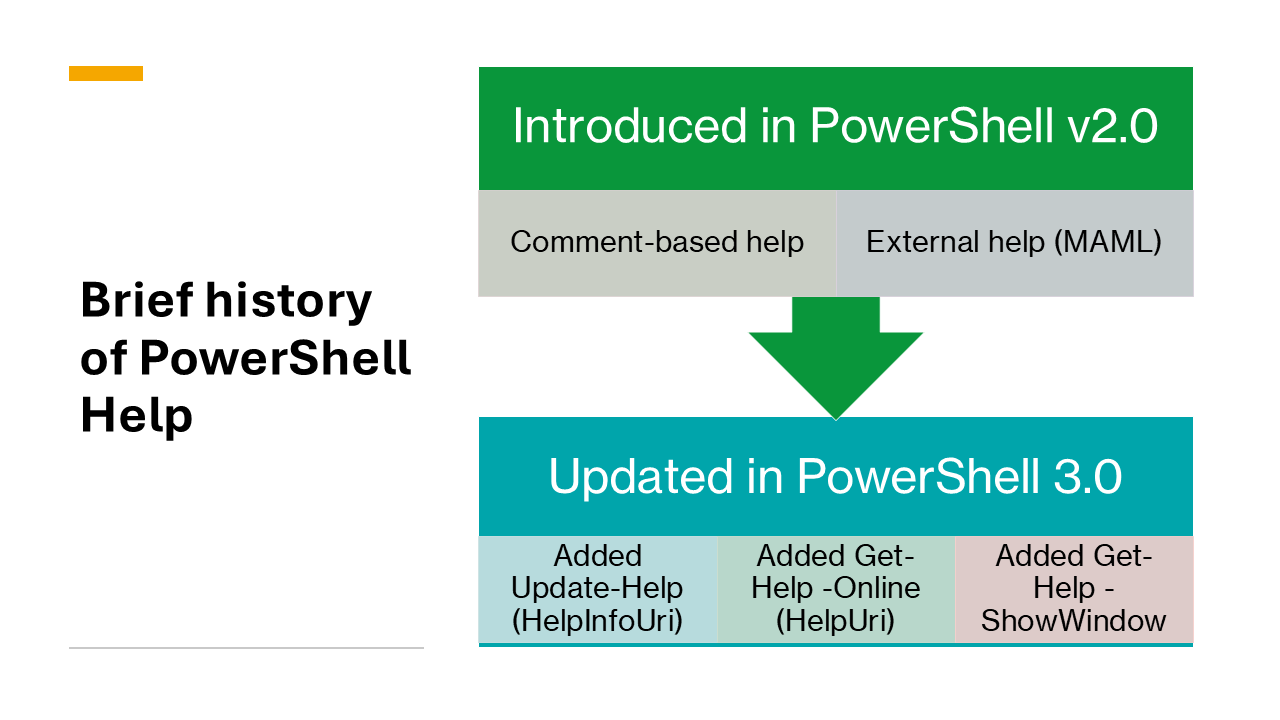 Brief history
of PowerShell
Help
Introduced in PowerShell v2.0
Comment-based help
External help (MAML)
Updated in PowerShell 3.0
Added
Update-Help
(HelpInfoUri)
Added Get-
Help -Online
(HelpUri)
Added Get-
Help -
ShowWindow